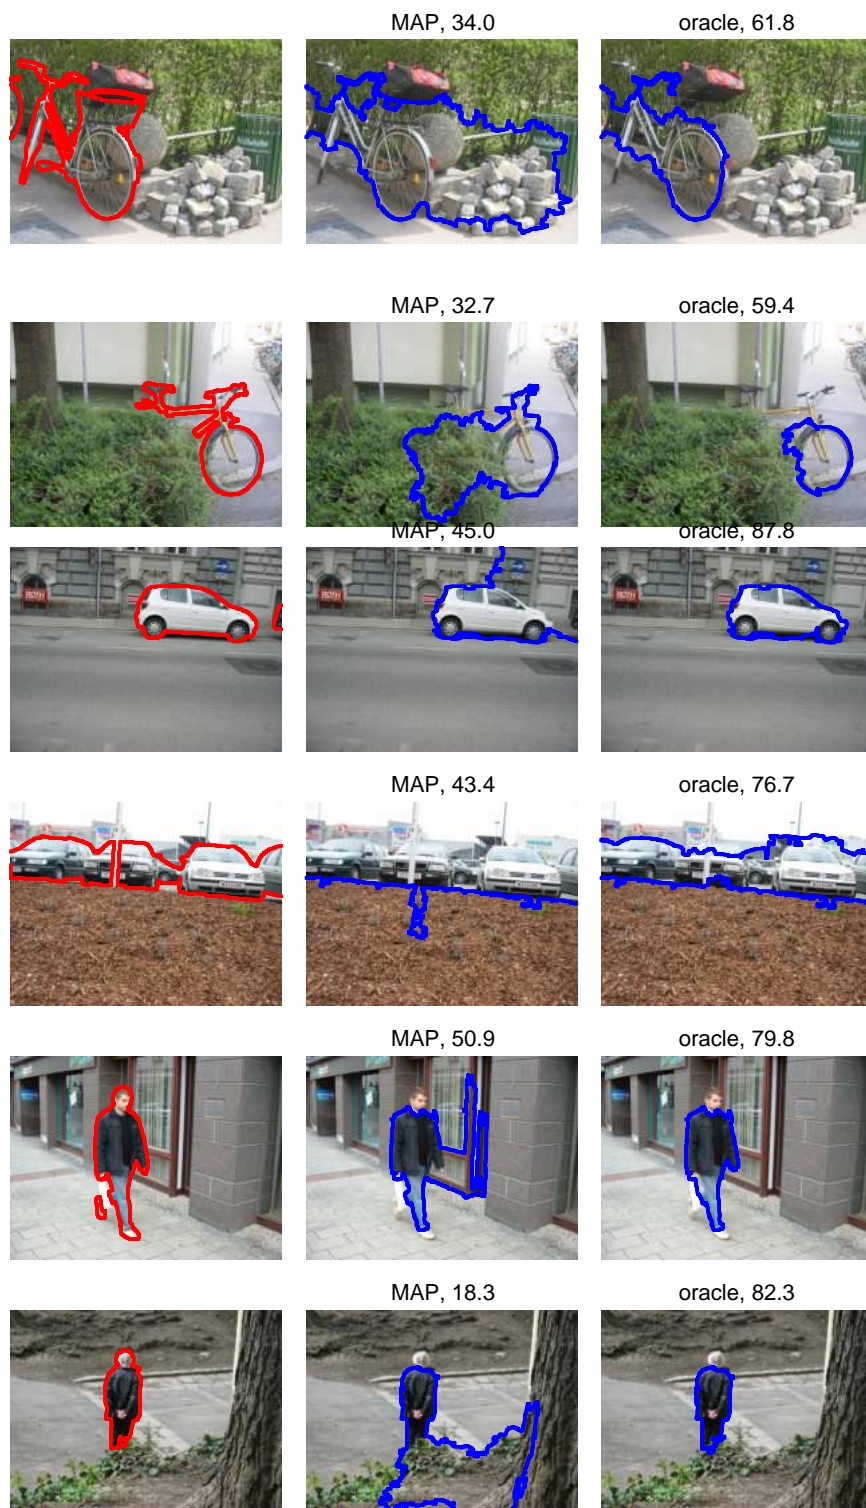 MAP, 34.0
oracle, 61.8
MAP, 32.7
oracle, 59.4
MAP, 45.0
oracle, 87.8
MAP, 43.4
oracle, 76.7
MAP, 50.9
oracle, 79.8
MAP, 18.3
oracle, 82.3